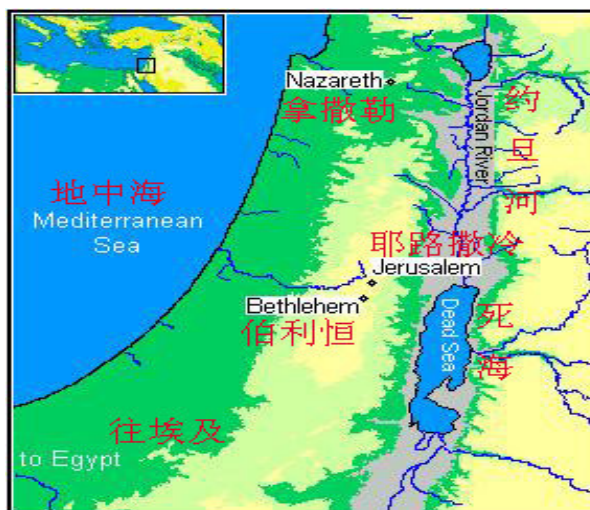 Nazareth
拿撒勒
Jordan River
约旦河
地中海
Mediterranean
Sea
耶路撒冷
Jerusalem
Bethlehem
伯利恒
Dead Sea
死海
往埃及
to Egypt